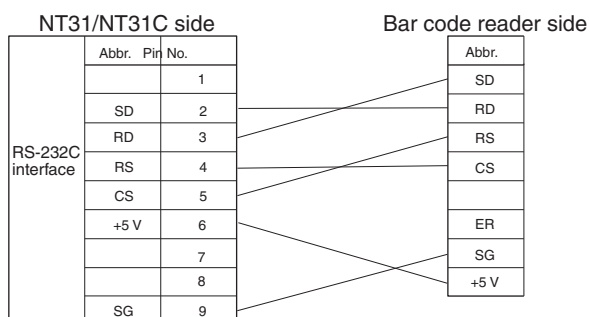 NT31/NT31C side Bar code reader side
Abbr. Pin No. Abbr.
1 SD
SD 2 RD
RD 3 RS
RS-232C interface
RS 4 CS
CS 5
+5 V 6 ER
7 SG
8 +5 V
SG 9